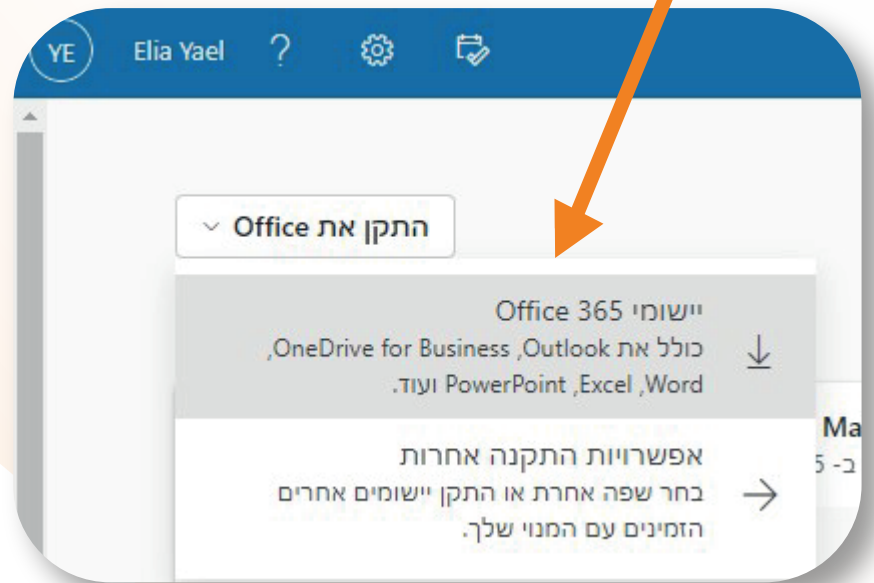 YE Elia Yael ?
התקן את Office
יישומי Office 365
כולל את OneDrive for Business ,Outlook,
PowerPoint ,Excel ,Word ועוד.
Ma
אפשרויות התקנה אחרות
ב- 5
בחר שפה אחרת או התקן יישומים אחרים
הזמינים עם המנוי שלך.